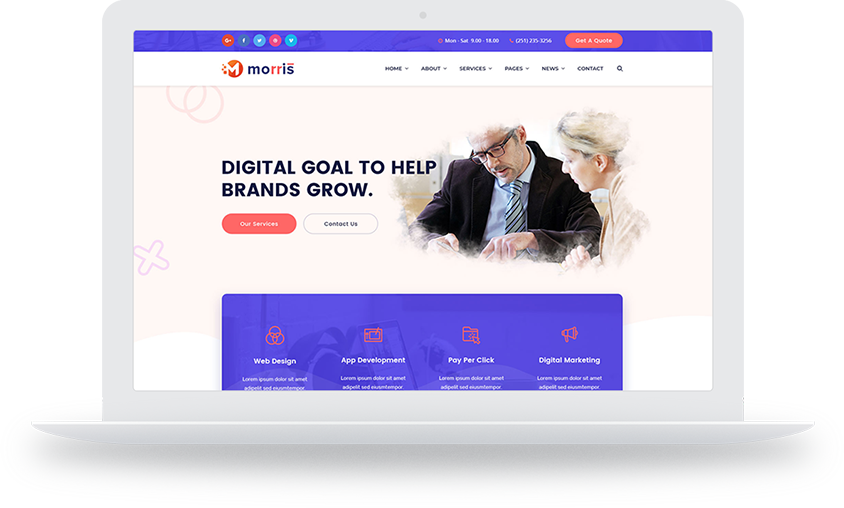 Mon - Sat 9.00 - 18.00
(251) 235-3256
Get A Quote
morris
HOME
ABOUT
SERVICES
PAGES
NEWS
CONTACT
DIGITAL GOAL TO HELP
BRANDS GROW.
Our Services
Contact Us
Web Design
Lorem ipsum dolor sit amet
adipelit sed eiusmtempor.
App Development
Lorem ipsum dolor sit amet
adipelit sed eiusmtempor.
Pay Per Click
Lorem ipsum dolor sit amet
adipelit sed eiusmtempor.
Digital Marketing
Lorem ipsum dolor sit amet
adipelit sed eiusmtempor.